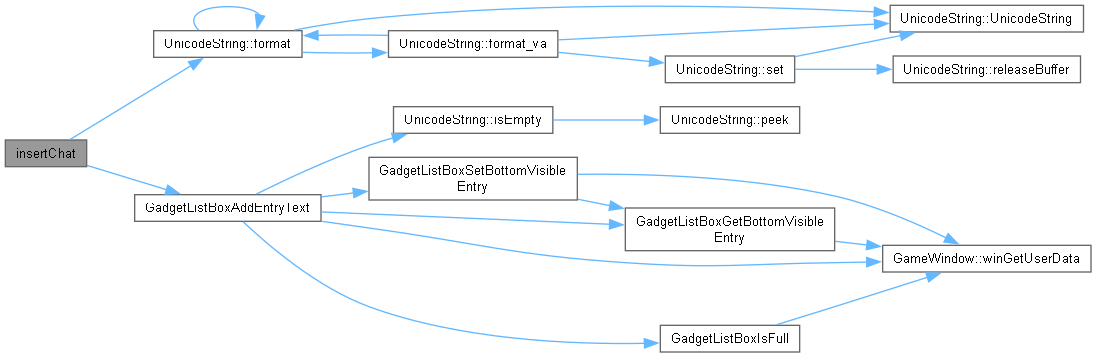 UnicodeString::UnicodeString
UnicodeString::format
UnicodeString::format_va
UnicodeString::set
UnicodeString::releaseBuffer
UnicodeString::isEmpty
UnicodeString::peek
insertChat
GadgetListBoxSetBottomVisible
Entry
GadgetListBoxAddEntryText
GadgetListBoxGetBottomVisible
Entry
GameWindow::winGetUserData
GadgetListBoxIsFull